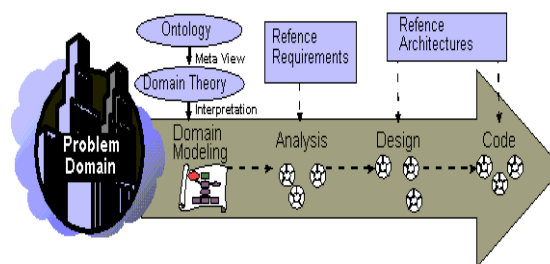 Ontology
Meta View
Domain Theory
Interpretation
Refence
Requirements
Refence
Architectures
Problem
Domain
Domain
Modeling
Analysis
Design
Code